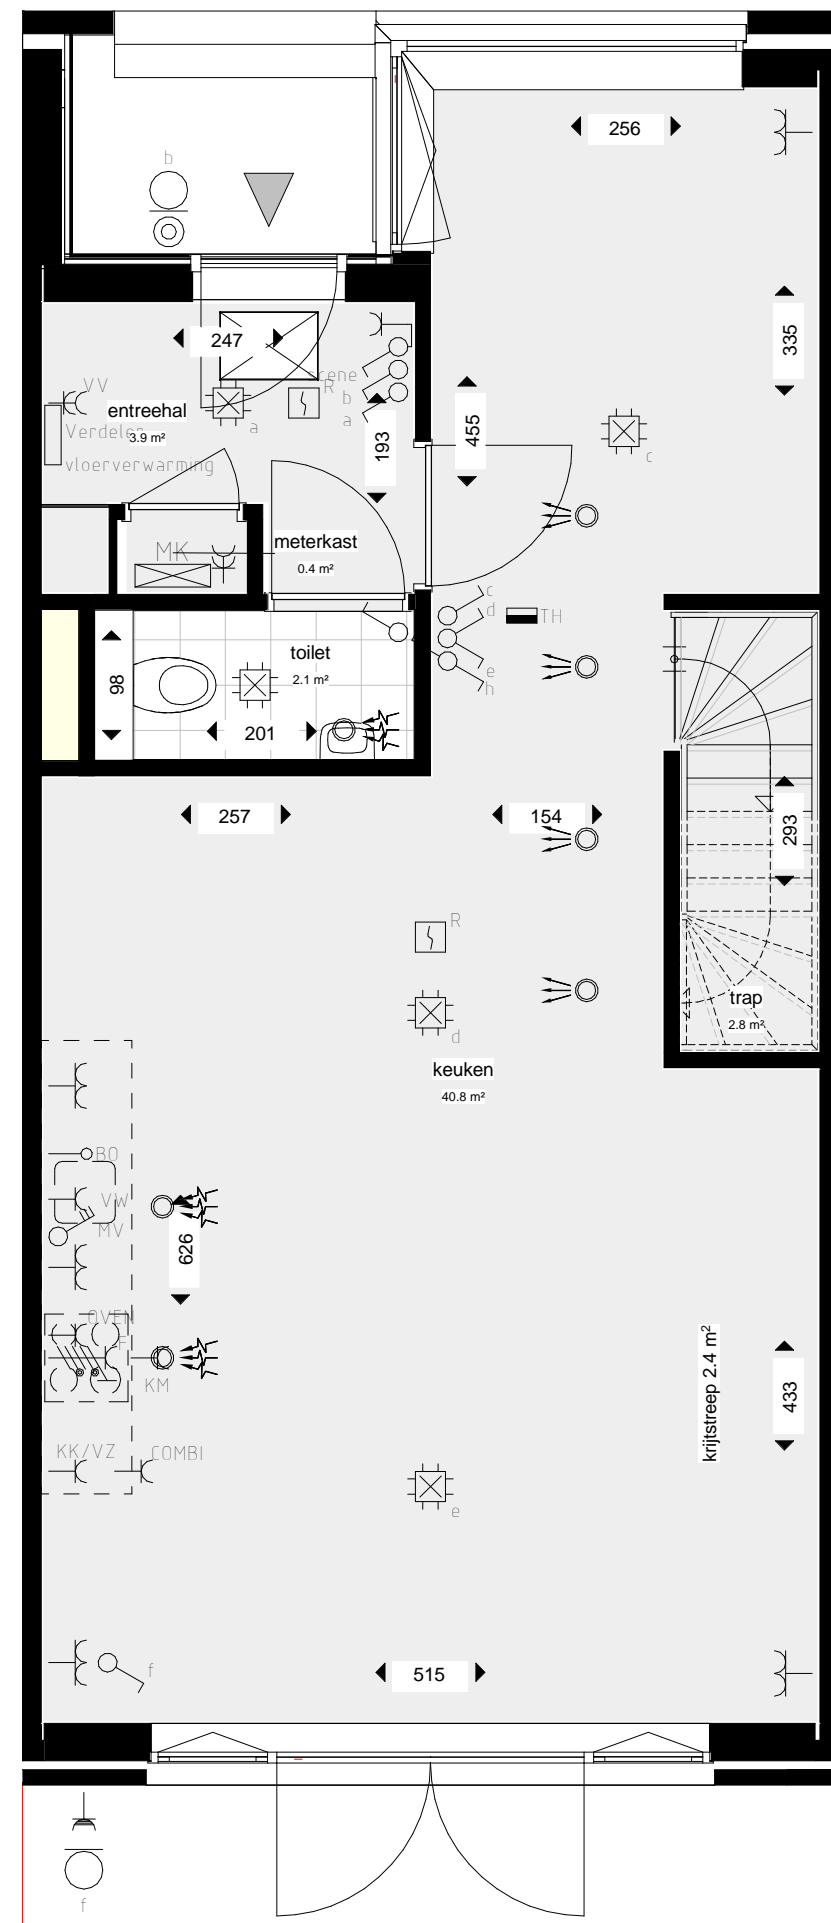 256
b
335
247
scene
R
b
a
VV
entreehal
3.9 m²
a
Verdeler
vloerverwarming
193
455
c
MK
meterkast
0.4 m²
c
d
TH
e
h
toilet
2.1 m²
98
201
257
154
293
R
trap
2.8 m²
d
keuken
40.8 m²
BO
VW
MV
626
OVEN
KM
krijtstreep 2.4 m²
433
KK/VZ
COMBI
e
f
515
f